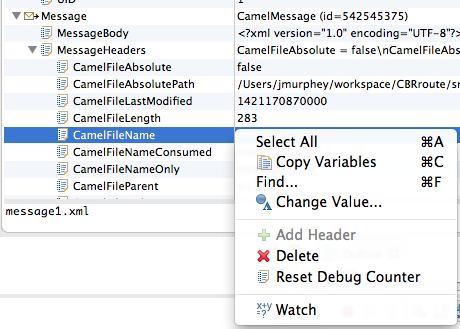 UID 1
Message CamelMessage (id=542545375)
MessageBody <?xml version="1.0" encoding="UTF-8"?>
MessageHeaders CamelFileAbsolute = false\nCamelFileAbs
CamelFileAbsolute false
CamelFileAbsolutePath /Users/jmurphey/workspace/CBRroute/sr
CamelFileLastModified 1421170870000
CamelFileLength 283
CamelFileName
CamelFileNameConsumed
CamelFileNameOnly
CamelFileParent
message1.xml
Select All ⌘A
Copy Variables ⌘C
Find... ⌘F
Change Value...
Add Header
Delete
Reset Debug Counter
Watch